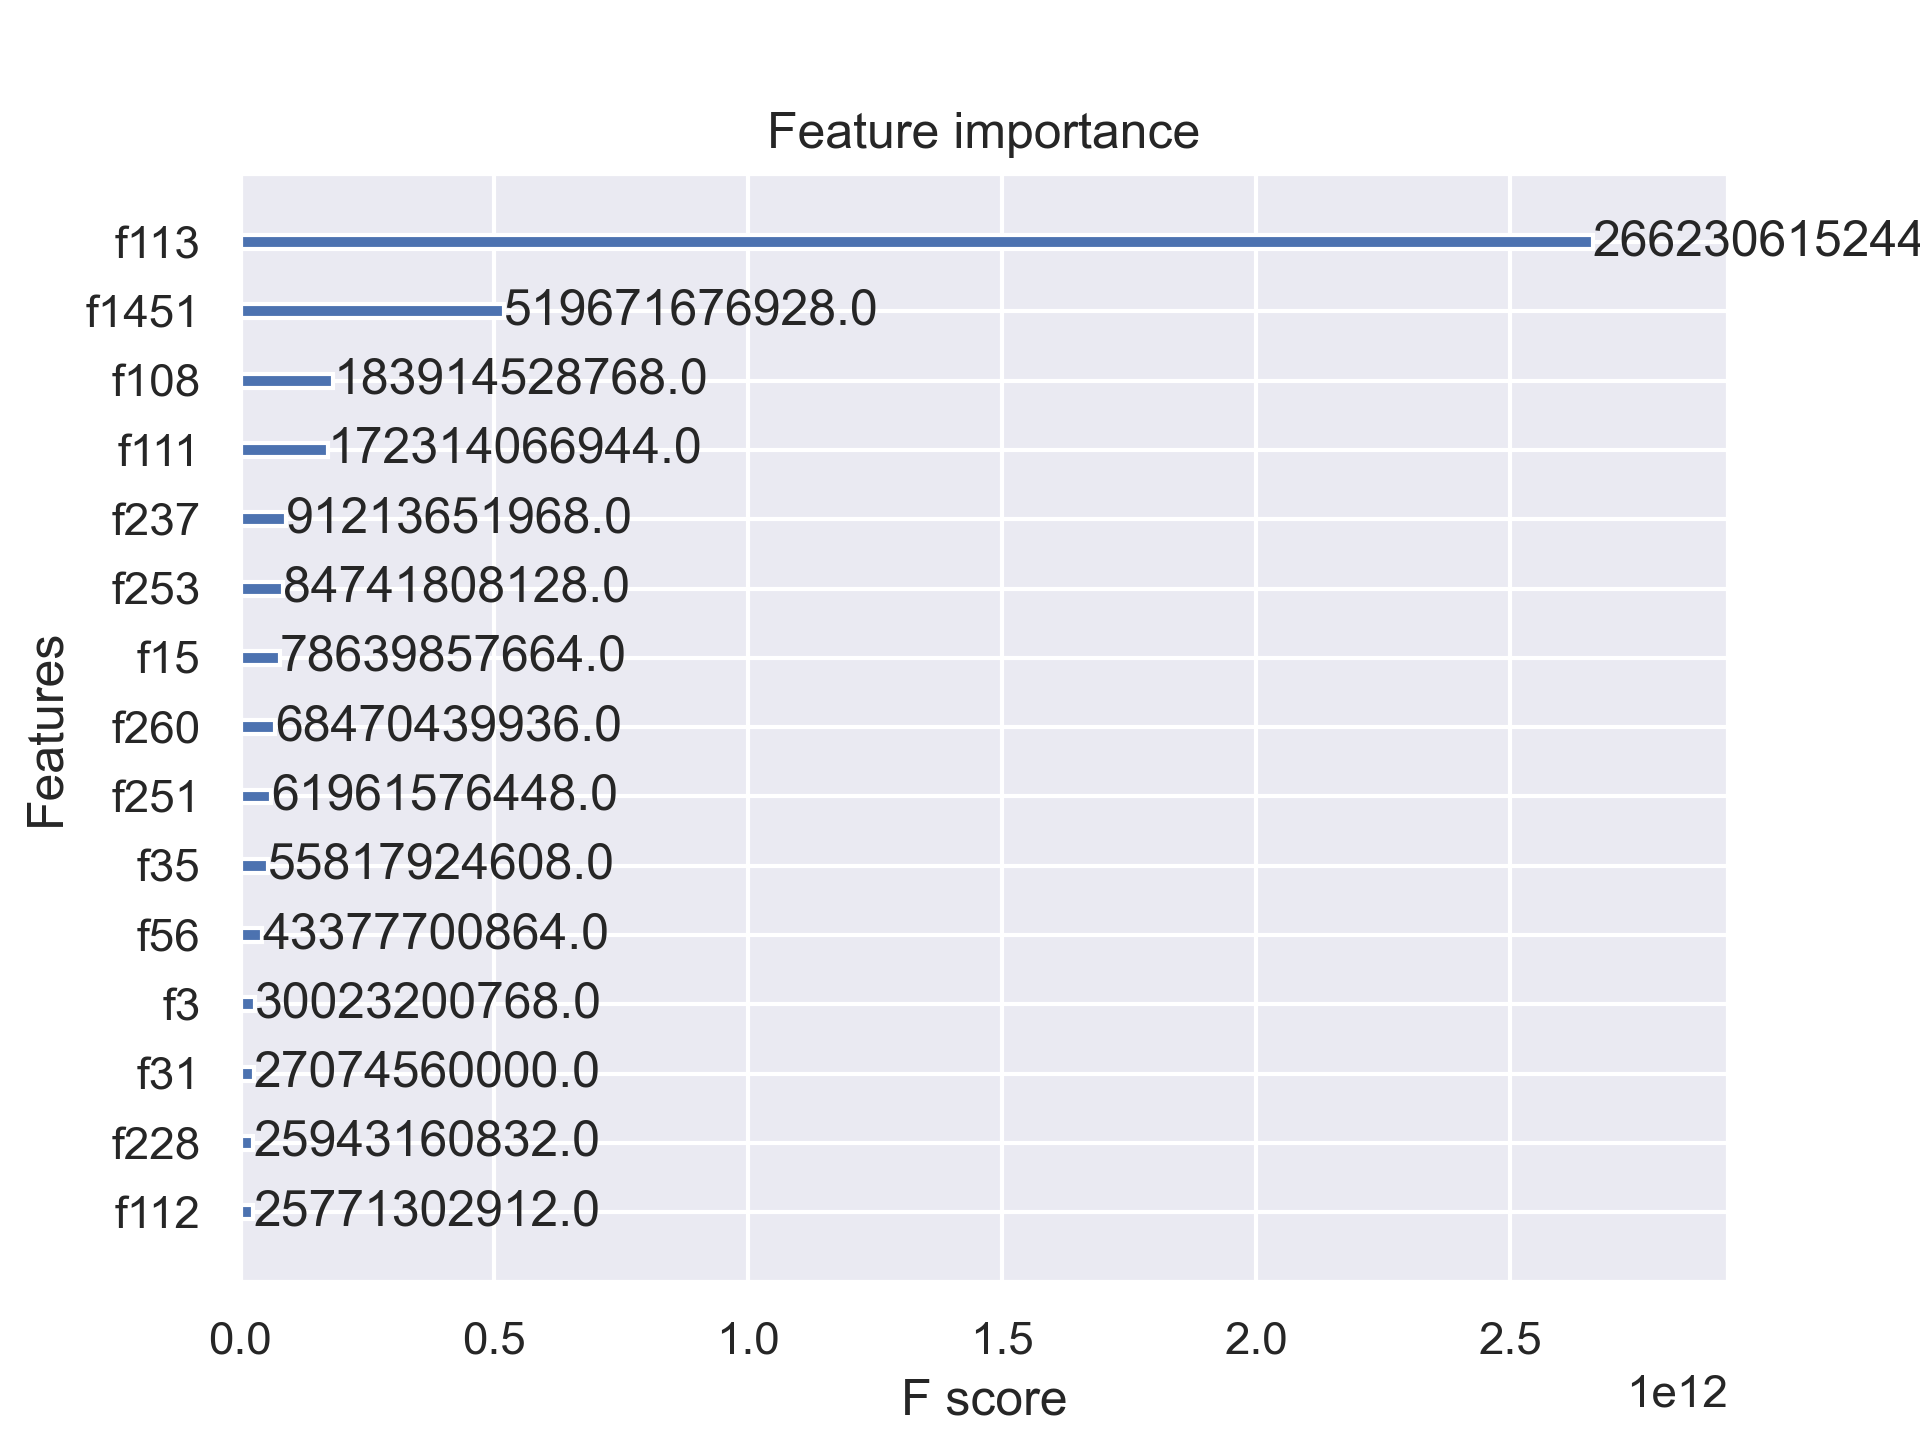 Feature importance
f113 266230615244
f1451 519671676928.0
f108 183914528768.0
f111 172314066944.0
f237 91213651968.0
f253 84741808128.0
f15 78639857664.0
f260 68470439936.0
f251 61961576448.0
f35 55817924608.0
f56 43377700864.0
f3 30023200768.0
f31 27074560000.0
f228 25943160832.0
f112 25771302912.0
Features
0.0 0.5 1.0 1.5 2.0 2.5
1e12
F score